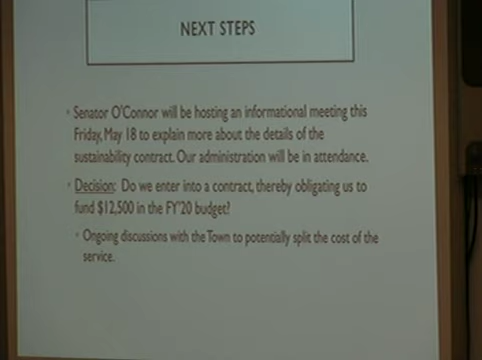 NEXT STEPS
• Senator O'Connor will be hosting an informational meeting this
Friday, May 18 to explain more about the details of the
sustainability contract. Our administration will be in attendance.
• Decision: Do we enter into a contract, thereby obligating us to
fund $12,500 in the FY'20 budget?
• Ongoing discussions with the Town to potentially split the cost of the
service.